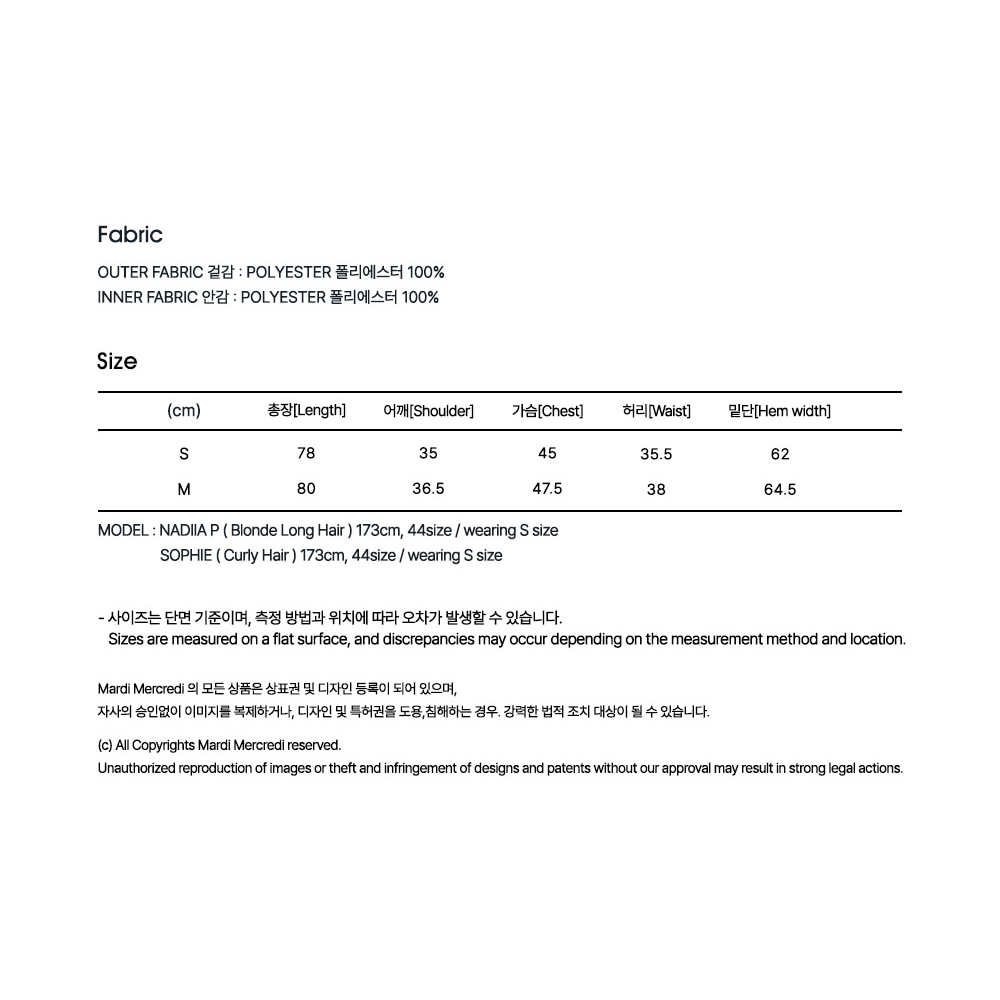 Fabric
OUTER FABRIC 겉감 : POLYESTER 폴리에스터 100%
INNER FABRIC 안감 : POLYESTER 폴리에스터 100%
Size
(cm) 총장[Length] 어깨[Shoulder] 가슴[Chest] 허리[Waist] 밑단[Hem width]
S 78 35 45 35.5 62
M 80 36.5 47.5 38 64.5
MODEL : NADIIA P ( Blonde Long Hair ) 173cm, 44size / wearing S size
SOPHIE ( Curly Hair ) 173cm, 44size / wearing S size
- 사이즈는 단면 기준이며, 측정 방법과 위치에 따라 오차가 발생할 수 있습니다.
Sizes are measured on a flat surface, and discrepancies may occur depending on the measurement method and location.
Mardi Mercredi 의 모든 상품은 상표권 및 디자인 등록이 되어 있으며,
자사의 승인없이 이미지를 복제하거나, 디자인 및 특허권을 도용,침해하는 경우. 강력한 법적 조치 대상이 될 수 있습니다.
(c) All Copyrights Mardi Mercredi reserved.
Unauthorized reproduction of images or theft and infringement of designs and patents without our approval may result in strong legal actions.